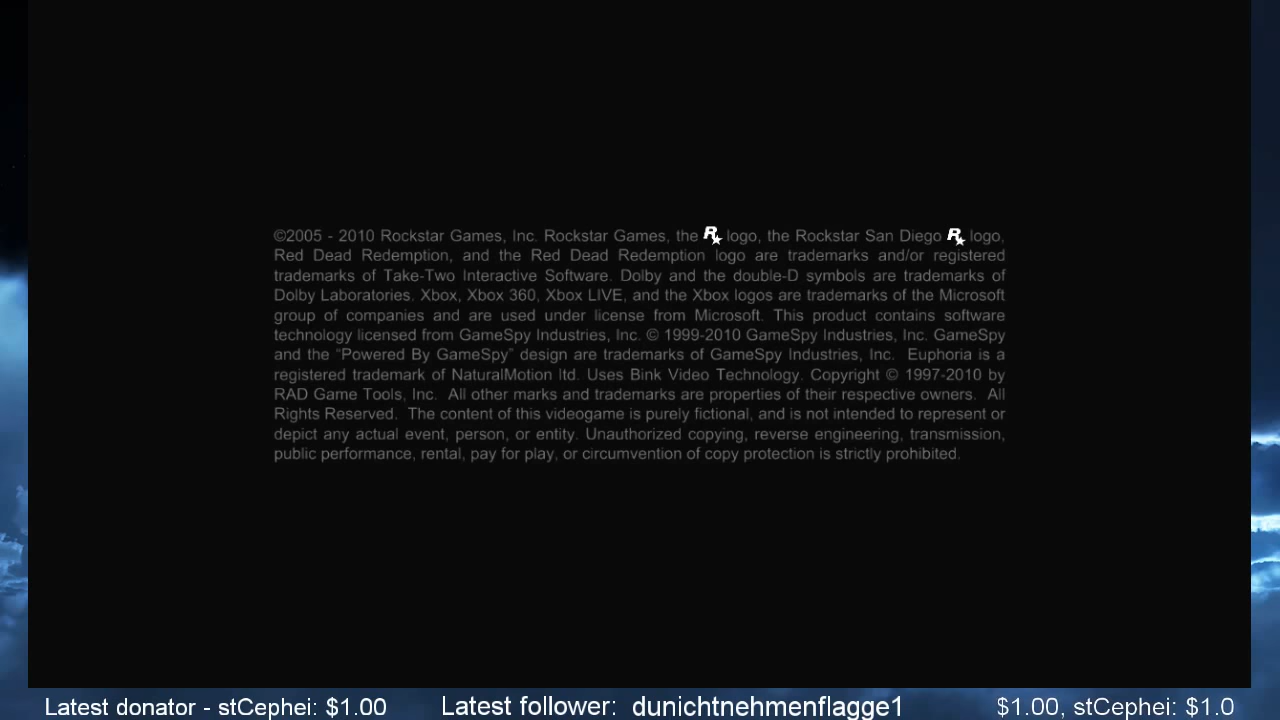 ©2005 - 2010 Rockstar Games, Inc. Rockstar Games, the R★ logo, the Rockstar San Diego R★ logo,
Red Dead Redemption, and the Red Dead Redemption logo are trademarks and/or registered
trademarks of Take-Two Interactive Software. Dolby and the double-D symbols are trademarks of
Dolby Laboratories. Xbox, Xbox 360, Xbox LIVE, and the Xbox logos are trademarks of the Microsoft
group of companies and are used under license from Microsoft. This product contains software
technology licensed from GameSpy Industries, Inc. © 1999-2010 GameSpy Industries, Inc. GameSpy
and the “Powered By GameSpy” design are trademarks of GameSpy Industries, Inc. Euphoria is a
registered trademark of NaturalMotion ltd. Uses Bink Video Technology. Copyright © 1997-2010 by
RAD Game Tools, Inc. All other marks and trademarks are properties of their respective owners. All
Rights Reserved. The content of this videogame is purely fictional, and is not intended to represent or
depict any actual event, person, or entity. Unauthorized copying, reverse engineering, transmission,
public performance, rental, pay for play, or circumvention of copy protection is strictly prohibited.
Latest donator - stCephei: $1.00 Latest follower: dunichtnehmenflagge1 $1.00, stCephei: $1.0